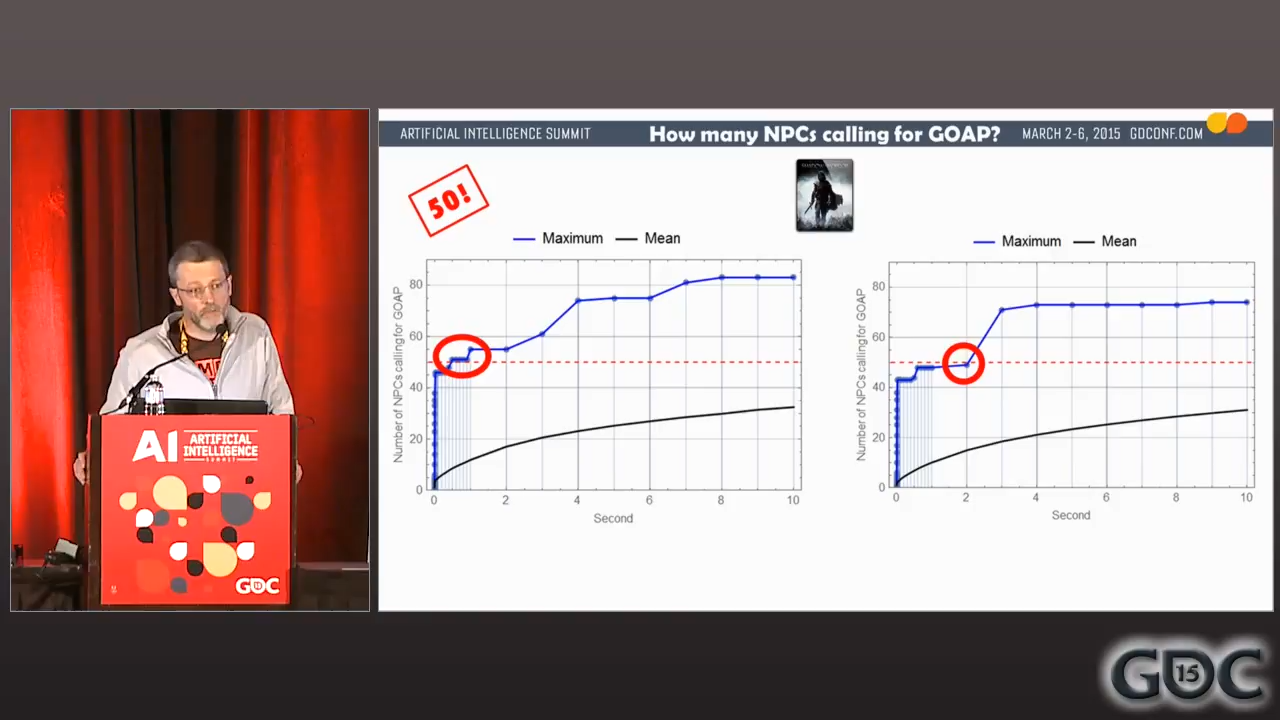 ARTIFICIAL INTELLIGENCE SUMMIT
How many NPCs calling for GOAP?
MARCH 2-6, 2015 GDCONF.COM
50!
Maximum Mean
Number of NPCs calling for GOAP
80
60
40
20
0
0 2 4 6 8 10
Second
Maximum Mean
Number of NPCs calling for GOAP
80
60
40
20
0
0 2 4 6 8 10
Second
AI ARTIFICIAL
INTELLIGENCE
SUMMIT
GDC 15
GDC 15